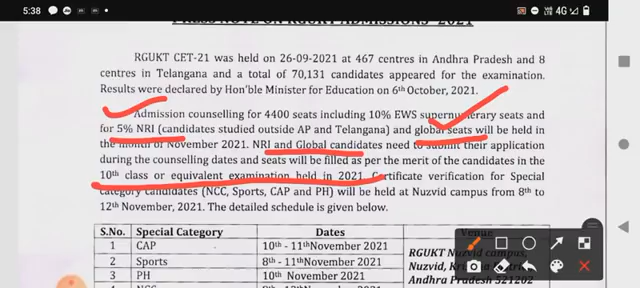 5:38
4G
PRESS NOTE ON RGUKT ADMISSIONS -2021
RGUKT CET-21 was held on 26-09-2021 at 467 centres in Andhra Pradesh and 8
centres in Telangana and a total of 70,131 candidates appeared for the examination.
Results were declared by Hon'ble Minister for Education on 6th October, 2021.
Admission counselling for 4400 seats including 10% EWS supernumerary seats and
for 5% NRI (candidates studied outside AP and Telangana) and global seats will be held in
the month of November 2021. NRI and Global candidates need to submit their application
during the counselling dates and seats will be filled as per the merit of the candidates in the
10th class or equivalent examination held in 2021. Certificate verification for Special
category candidates (NCC, Sports, CAP and PH) will be held at Nuzvid campus from 8th to
12th November, 2021. The detailed schedule is given below.
S.No. Special Category Dates Venue
1 CAP 10th - 11thNovember 2021
2 Sports 8th - 11thNovember 2021
3 PH 10th November 2021
RGUKT Nuzvid campus,
Nuzvid,
Andhra Pradesh 521202